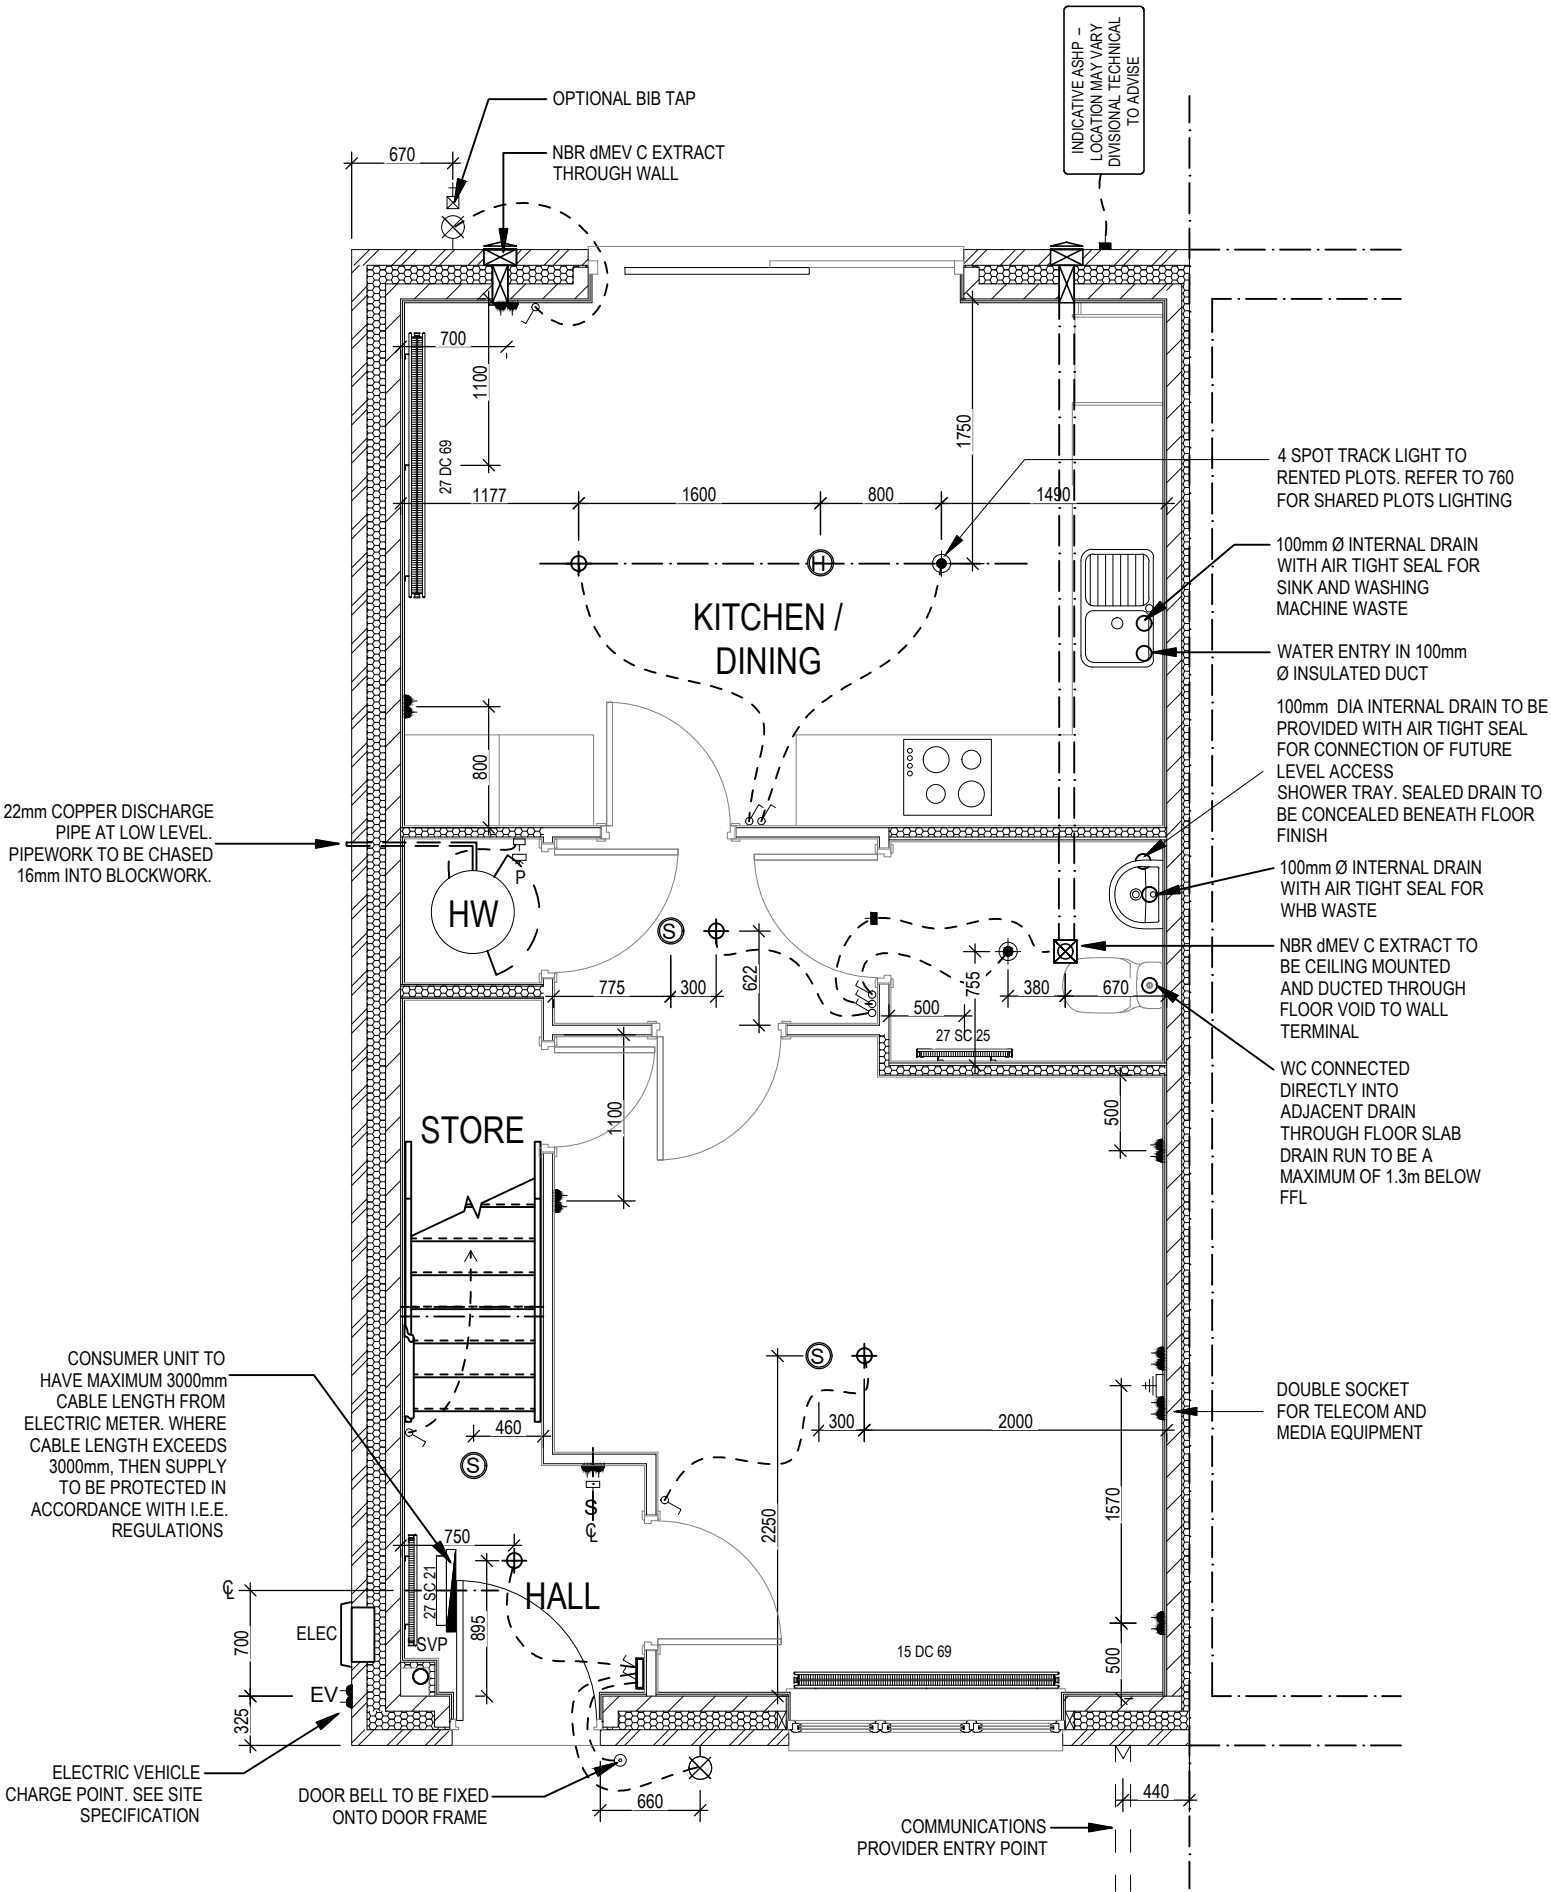 INDICATIVE ASHP –
LOCATION MAY VARY
DIVISIONAL TECHNICAL
TO ADVISE
OPTIONAL BIB TAP
670
NBR dMEV C EXTRACT
THROUGH WALL
700
1100
27 DC 69
1750
1177
1600
800
1490
4 SPOT TRACK LIGHT TO
RENTED PLOTS. REFER TO 760
FOR SHARED PLOTS LIGHTING
H
100mm Ø INTERNAL DRAIN
WITH AIR TIGHT SEAL FOR
SINK AND WASHING
MACHINE WASTE
KITCHEN /
DINING
WATER ENTRY IN 100mm
Ø INSULATED DUCT
100mm DIA INTERNAL DRAIN TO BE
PROVIDED WITH AIR TIGHT SEAL
FOR CONNECTION OF FUTURE
LEVEL ACCESS
SHOWER TRAY. SEALED DRAIN TO
BE CONCEALED BENEATH FLOOR
FINISH
800
22mm COPPER DISCHARGE
PIPE AT LOW LEVEL.
PIPEWORK TO BE CHASED
16mm INTO BLOCKWORK.
P
HW
100mm Ø INTERNAL DRAIN
WITH AIR TIGHT SEAL FOR
WHB WASTE
S
622
755
NBR dMEV C EXTRACT TO
BE CEILING MOUNTED
AND DUCTED THROUGH
FLOOR VOID TO WALL
TERMINAL
775
300
380
670
500
27 SC 25
WC CONNECTED
DIRECTLY INTO
ADJACENT DRAIN
THROUGH FLOOR SLAB
DRAIN RUN TO BE A
MAXIMUM OF 1.3m BELOW
FFL
STORE
1100
500
S
CONSUMER UNIT TO
HAVE MAXIMUM 3000mm
CABLE LENGTH FROM
ELECTRIC METER. WHERE
CABLE LENGTH EXCEEDS
3000mm, THEN SUPPLY
TO BE PROTECTED IN
ACCORDANCE WITH I.E.E.
REGULATIONS
DOUBLE SOCKET
FOR TELECOM AND
MEDIA EQUIPMENT
460
300
2000
S
S
℄
2250
1570
750
27 SC 21
895
HALL
℄
700
ELEC
SVP
15 DC 69
500
EV
325
ELECTRIC VEHICLE
CHARGE POINT. SEE SITE
SPECIFICATION
DOOR BELL TO BE FIXED
ONTO DOOR FRAME
660
440
COMMUNICATIONS
PROVIDER ENTRY POINT